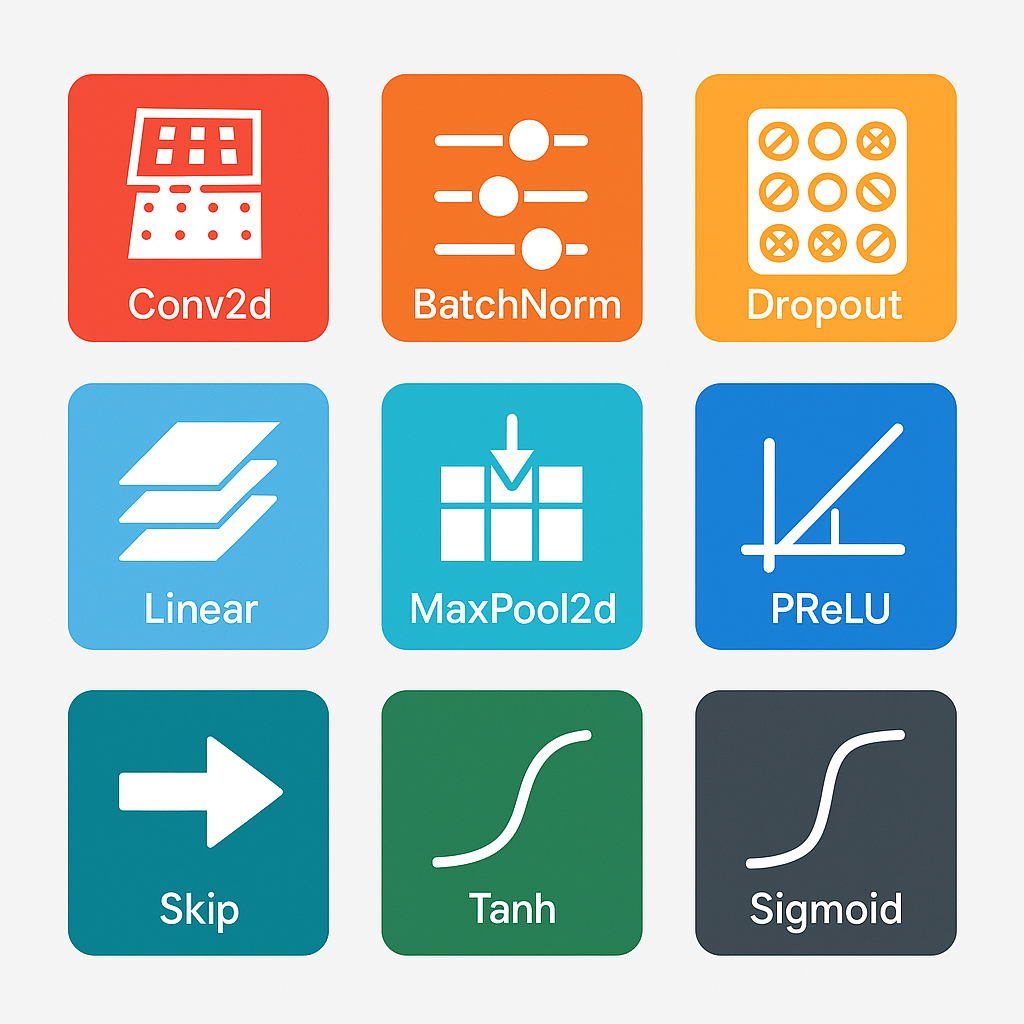 Conv2d
BatchNorm
Dropout
Linear
MaxPool2d
PReLU
Skip
Tanh
Sigmoid